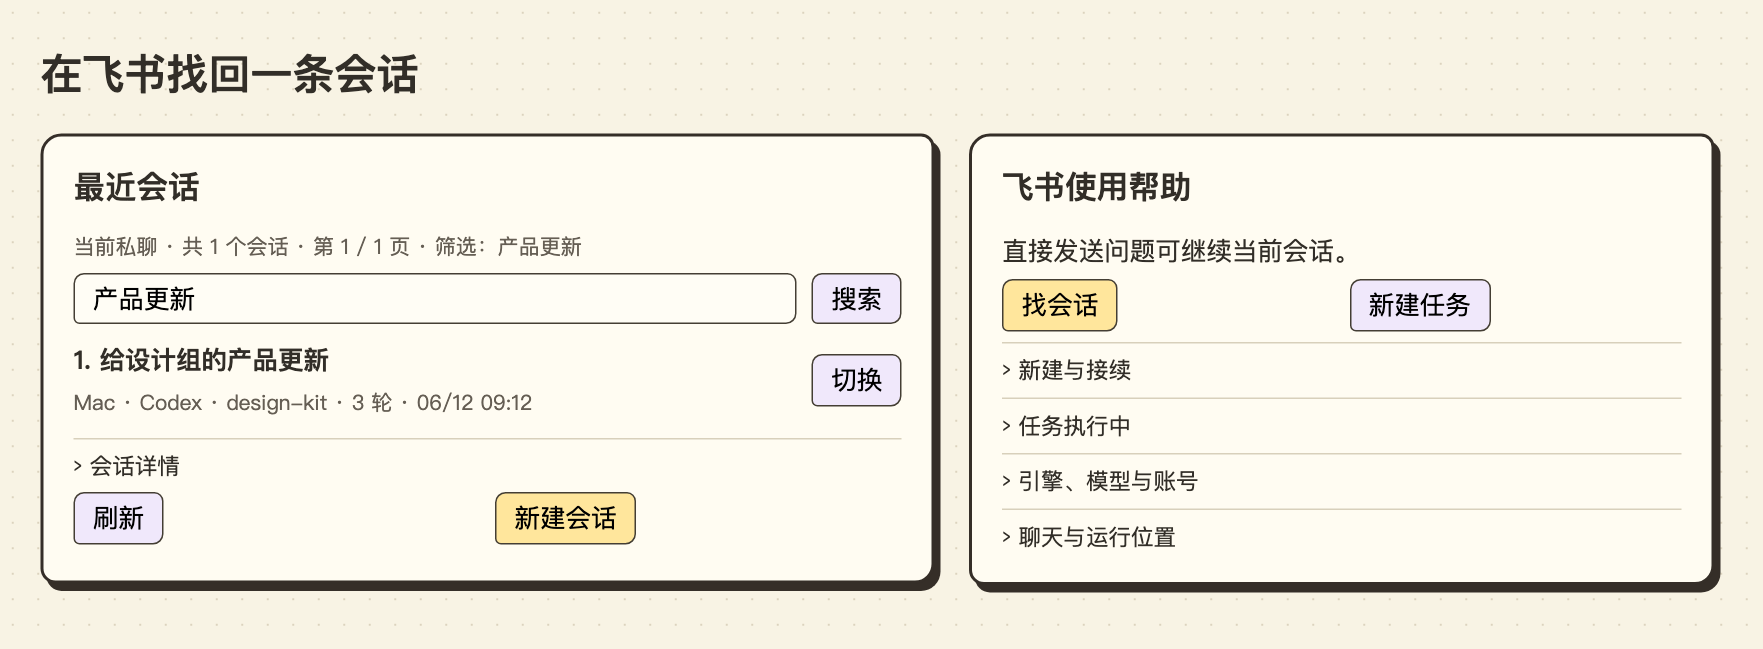 在飞书找回一条会话
最近会话
当前私聊 · 共 1 个会话 · 第 1 / 1 页 · 筛选：产品更新
产品更新
搜索
1. 给设计组的产品更新
Mac · Codex · design-kit · 3 轮 · 06/12 09:12
切换
› 会话详情
刷新
新建会话
飞书使用帮助
直接发送问题可继续当前会话。
找会话
新建任务
› 新建与接续
› 任务执行中
› 引擎、模型与账号
› 聊天与运行位置